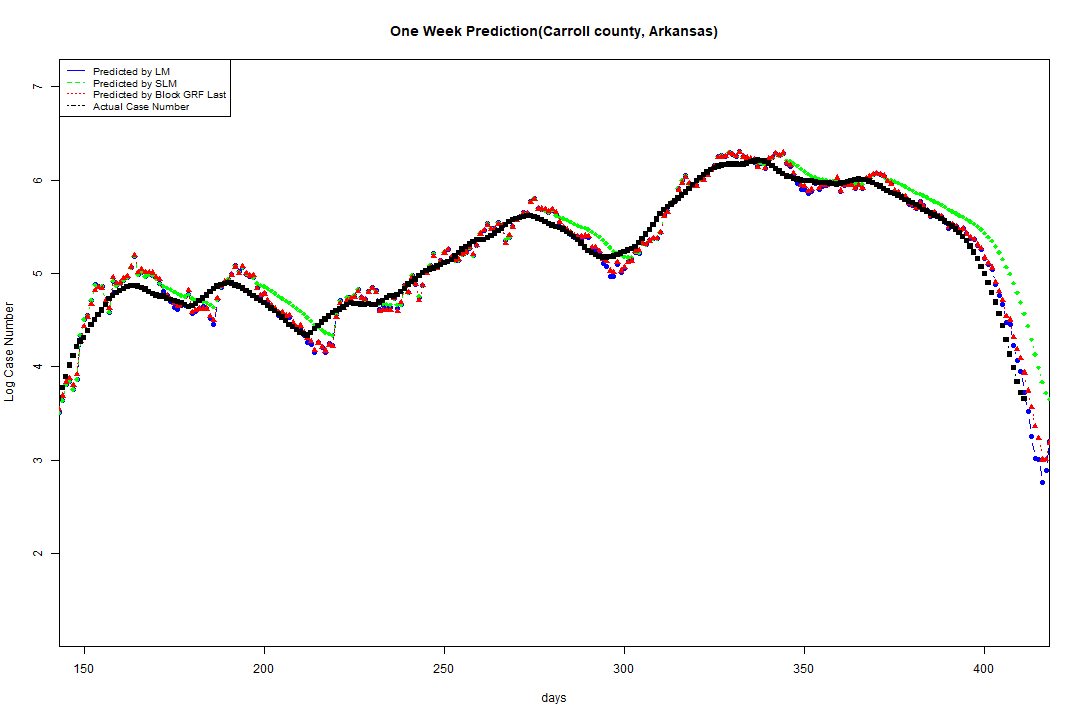 One Week Prediction(Carroll county, Arkansas)
Predicted by LM
Predicted by SLM
Predicted by Block GRF Last
Actual Case Number
7
6
5
4
3
2
Log Case Number
150 200 250 300 350 400
days